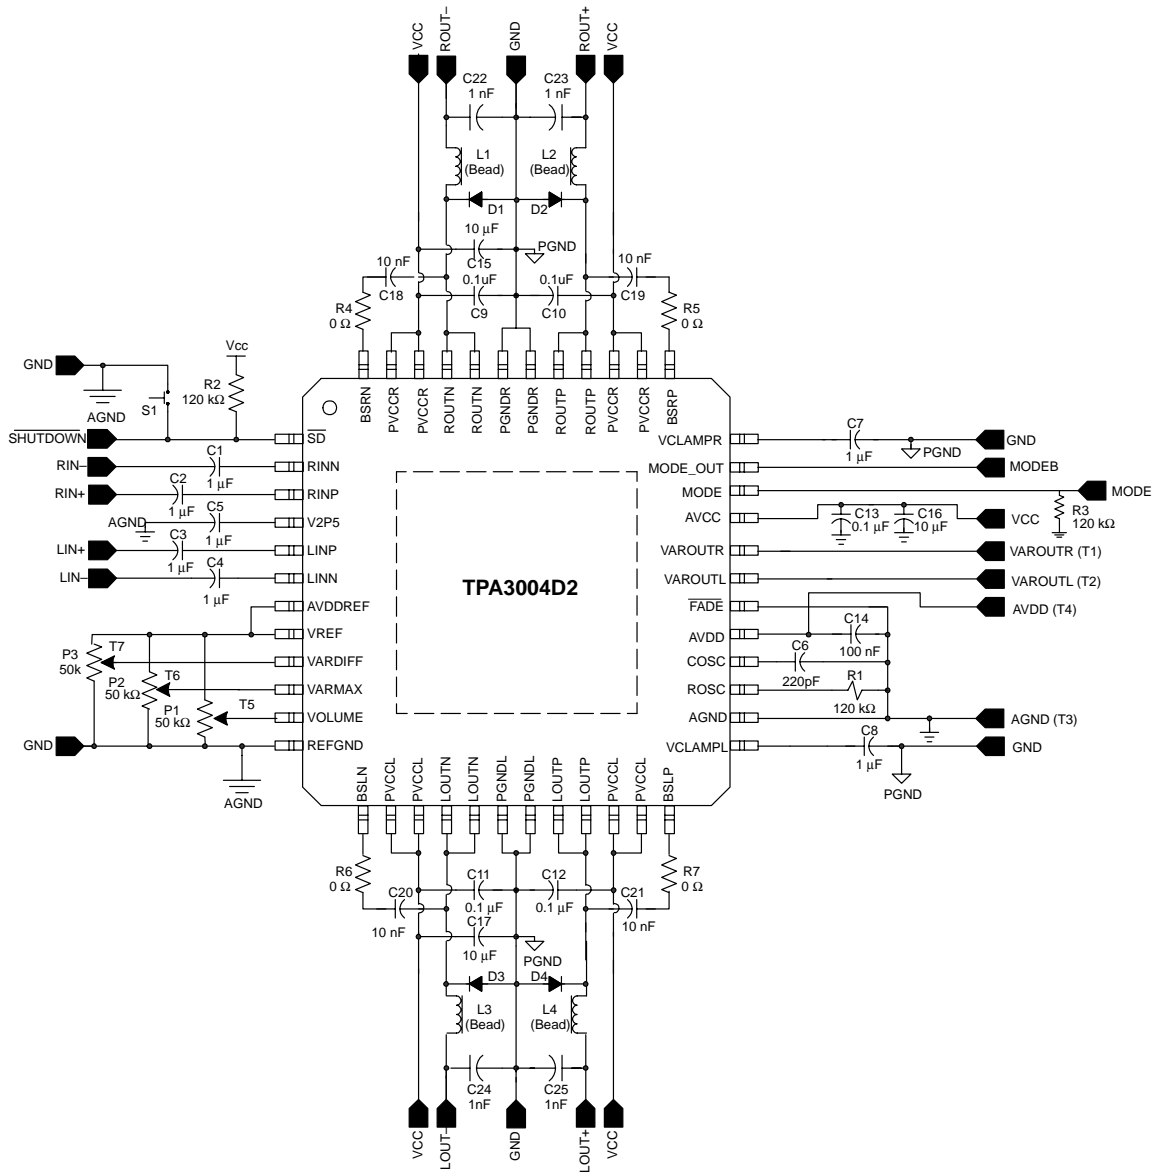 VCC
ROUT–
GND
ROUT+
VCC
C22
1 nF
C23
1 nF
L1
(Bead)
L2
(Bead)
D1
D2
10 µF
C15
PGND
10 nF
C18
0.1uF
C9
0.1uF
C10
10 nF
C19
R4
0 Ω
R5
0 Ω
GND
AGND
S1
Vcc
R2
120 kΩ
BSRN
PVCCR
PVCCR
ROUTN
ROUTN
PGNDR
PGNDR
ROUTP
ROUTP
PVCCR
PVCCR
BSRP
SHUTDOWN
SD
VCLAMPR
C7
1 µF
PGND
GND
RIN–
C1
1 µF
RINN
MODE_OUT
MODEB
RIN+
C2
1 µF
RINP
MODE
MODE
R3
120 kΩ
AGND
C5
1 µF
V2P5
AVCC
C13
0.1 µF
C16
10 µF
VCC
LIN+
C3
1 µF
LINP
VAROUTR
VAROUTR (T1)
LIN–
C4
1 µF
LINN
TPA3004D2
VAROUTL
VAROUTL (T2)
AVDDREF
FADE
AVDD (T4)
VREF
AVDD
C14
100 nF
P3
50k
T7
VARDIFF
COSC
C6
220pF
P2
50 kΩ
T6
VARMAX
ROSC
R1
120 kΩ
P1
50 kΩ
T5
VOLUME
AGND
AGND (T3)
GND
REFGND
VCLAMPL
C8
1 µF
GND
AGND
PGND
BSLN
PVCCL
PVCCL
LOUTN
LOUTN
PGNDL
PGNDL
LOUTP
LOUTP
PVCCL
PVCCL
BSLP
R6
0 Ω
R7
0 Ω
C20
10 nF
C11
0.1 µF
C12
0.1 µF
C21
10 nF
C17
10 µF
PGND
D3
D4
L3
(Bead)
L4
(Bead)
C24
1nF
C25
1nF
VCC
LOUT–
GND
LOUT+
VCC